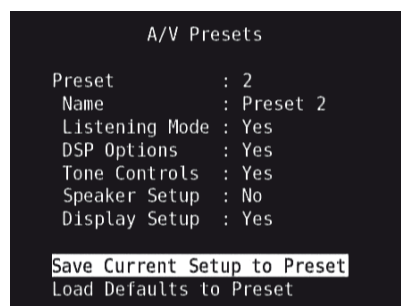 A/V Presets
Preset : 2
Name : Preset 2
Listening Mode : Yes
DSP Options : Yes
Tone Controls : Yes
Speaker Setup : No
Display Setup : Yes
Save Current Setup to Preset
Load Defaults to Preset